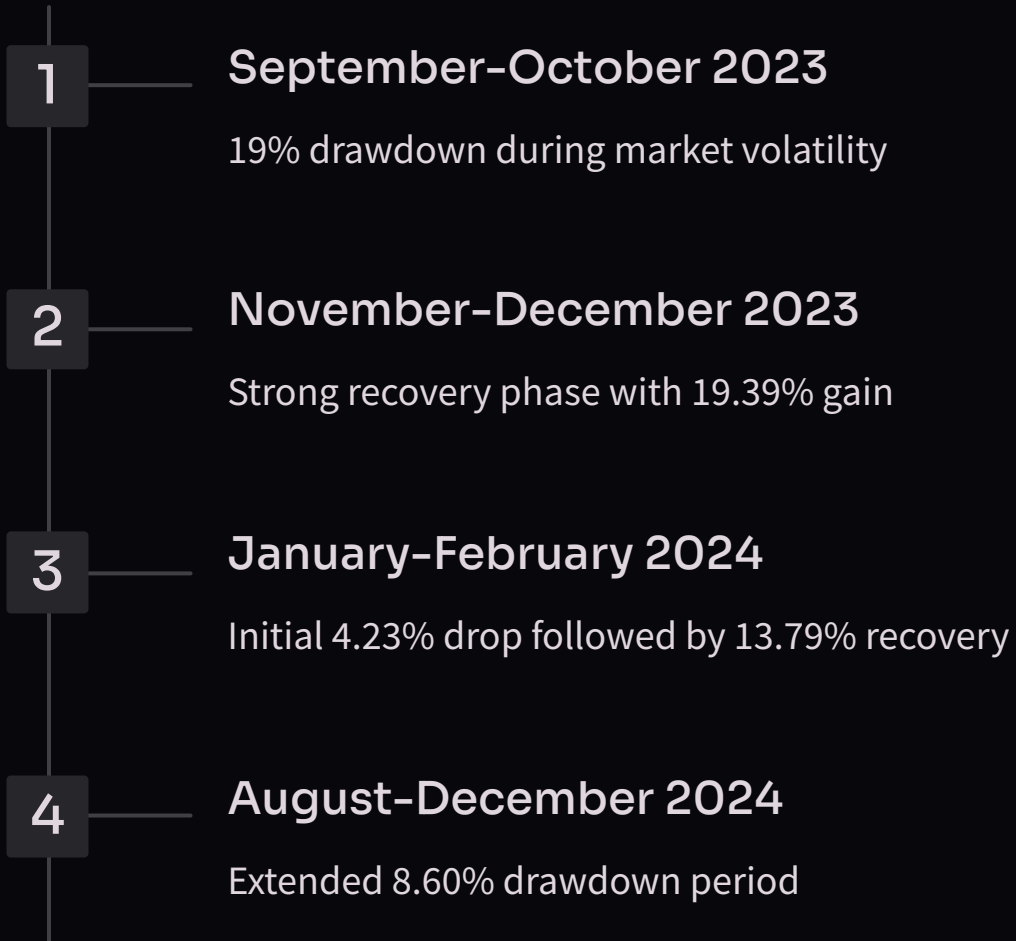 1
September-October 2023
19% drawdown during market volatility
2
November-December 2023
Strong recovery phase with 19.39% gain
3
January-February 2024
Initial 4.23% drop followed by 13.79% recovery
4
August-December 2024
Extended 8.60% drawdown period